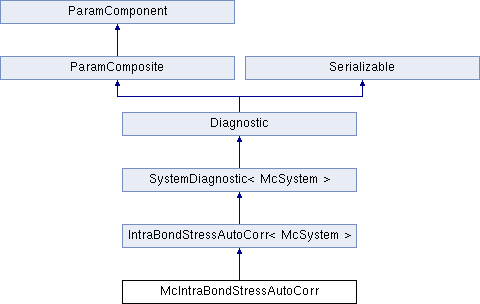 ParamComponent
ParamComposite
Serializable
Diagnostic
SystemDiagnostic< McSystem >
IntraBondStressAutoCorr< McSystem >
McIntraBondStressAutoCorr